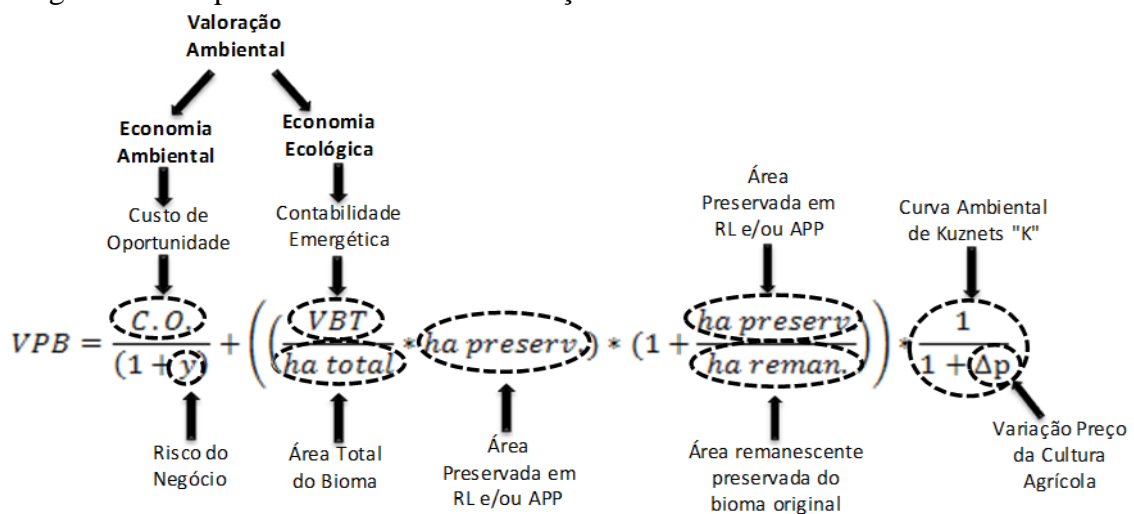 Valoração
Ambiental
Economia
Ambiental
Economia
Ecológica
Custo de
Oportunidade
Contabilidade
Emergética
Área
Preservada em
RL e/ou APP
Curva Ambiental
de Kuznets "K"
VPB = C.O. / (1 + y) + ((VBT / ha total * ha preserv.) * (1 + ha preserv / ha reman.)) * 1 / 1 + Δp
Risco do
Negócio
Área Total
do Bioma
Área
Preservada em
RL e/ou APP
Área remanescente
preservada do
bioma original
Variação Preço
da Cultura
Agrícola